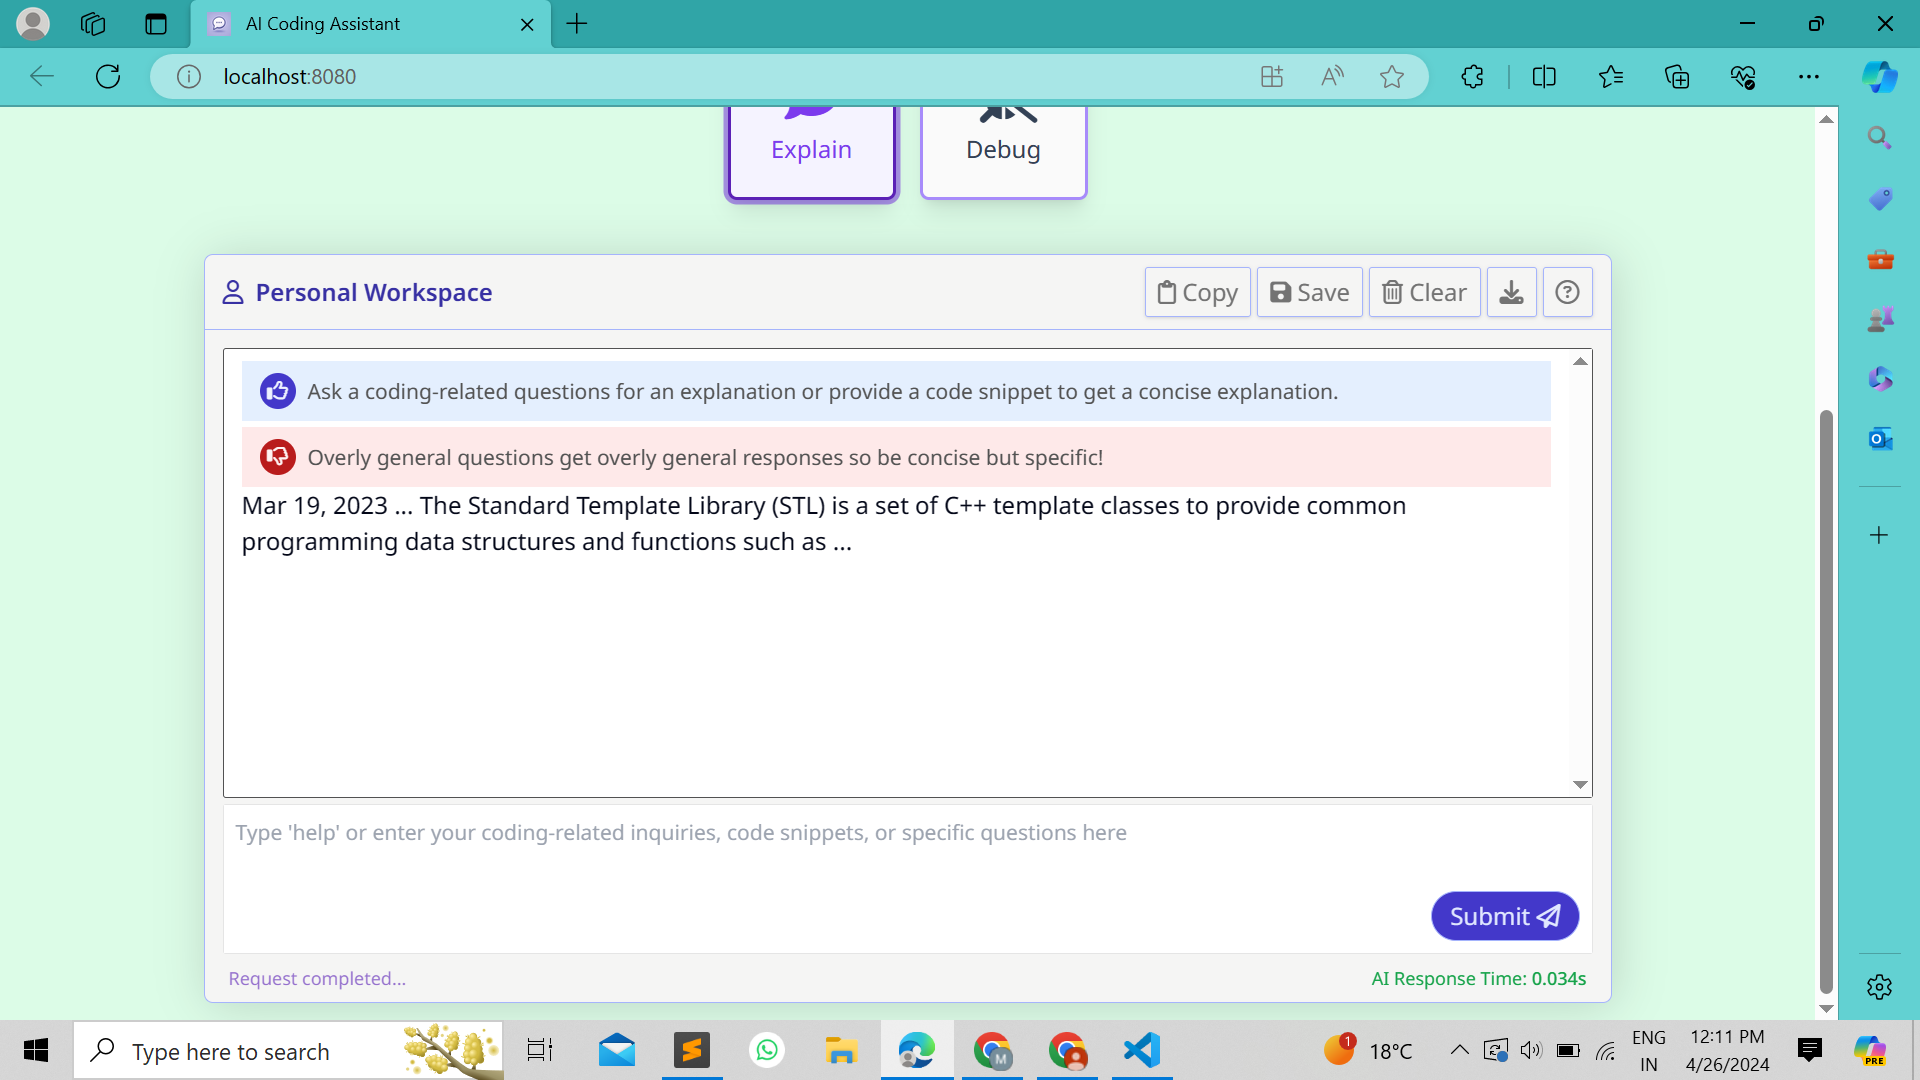 AI Coding Assistant
localhost:8080
Explain
Debug
Personal Workspace
Copy
Save
Clear
Ask a coding-related questions for an explanation or provide a code snippet to get a concise explanation.
Overly general questions get overly general responses so be concise but specific!
Mar 19, 2023 ... The Standard Template Library (STL) is a set of C++ template classes to provide common
programming data structures and functions such as ...
Type 'help' or enter your coding-related inquiries, code snippets, or specific questions here
Submit
Request completed...
AI Response Time: 0.034s
Type here to search
M
1
18°C
ENG
IN
12:11 PM
4/26/2024
PRE